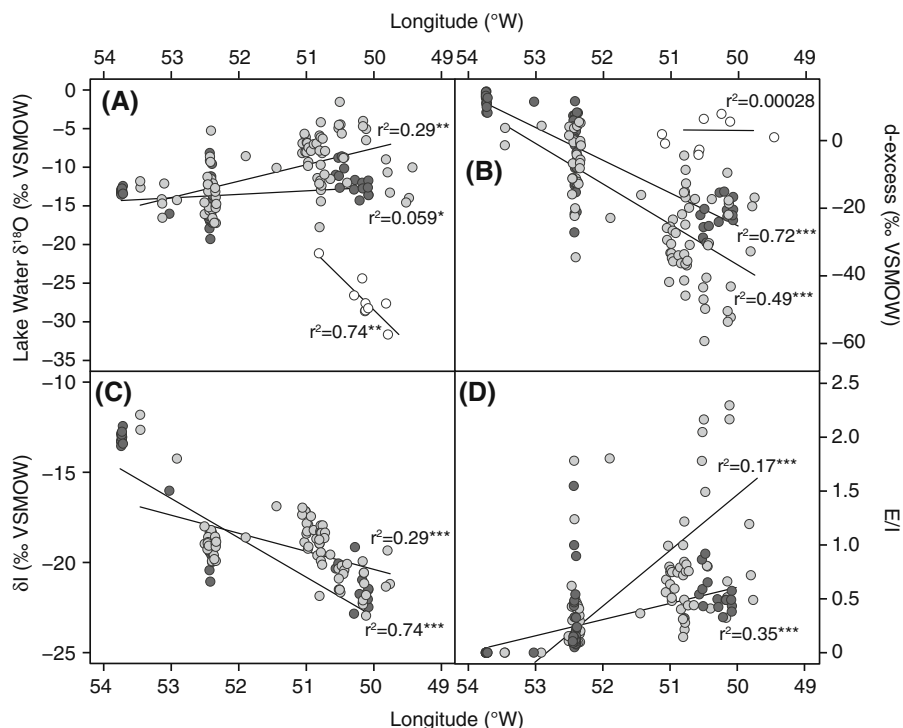 Longitude (°W)
54 53 52 51 50 49
54 53 52 51 50 49
(A)
Lake Water δ¹⁸O (‰ VSMOW)
0
−5
−10
−15
−20
−25
−30
−35
r²=0.29**
r²=0.059*
r²=0.74**
(B)
d-excess (‰ VSMOW)
0
−20
−40
−60
r²=0.00028
r²=0.72***
r²=0.49***
(C)
δI (‰ VSMOW)
−10
−15
−20
−25
r²=0.29***
r²=0.74***
(D)
E/I
2.5
2.0
1.5
1.0
0.5
0
r²=0.17***
r²=0.35***
54 53 52 51 50 49
54 53 52 51 50 49
Longitude (°W)